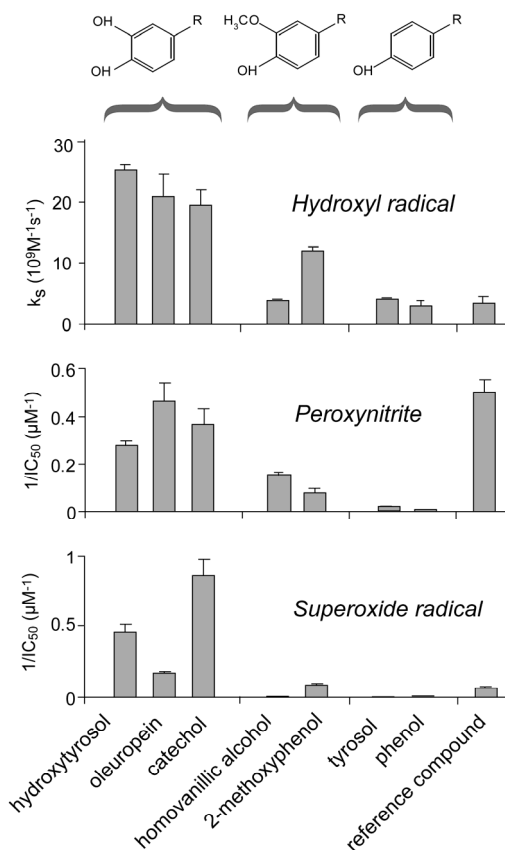 OH R
OH
H₃CO R
OH
R
OH
30
20
10
0
kS (10⁹M⁻¹s⁻¹)
Hydroxyl radical
0.6
0.4
0.2
0
1/IC₅₀ (µM⁻¹)
Peroxynitrite
1
0.5
0
1/IC₅₀ (µM⁻¹)
Superoxide radical
hydroxytyrosol
oleuropein
catechol
homovanillic alcohol
2-methoxyphenol
tyrosol
phenol
reference compound